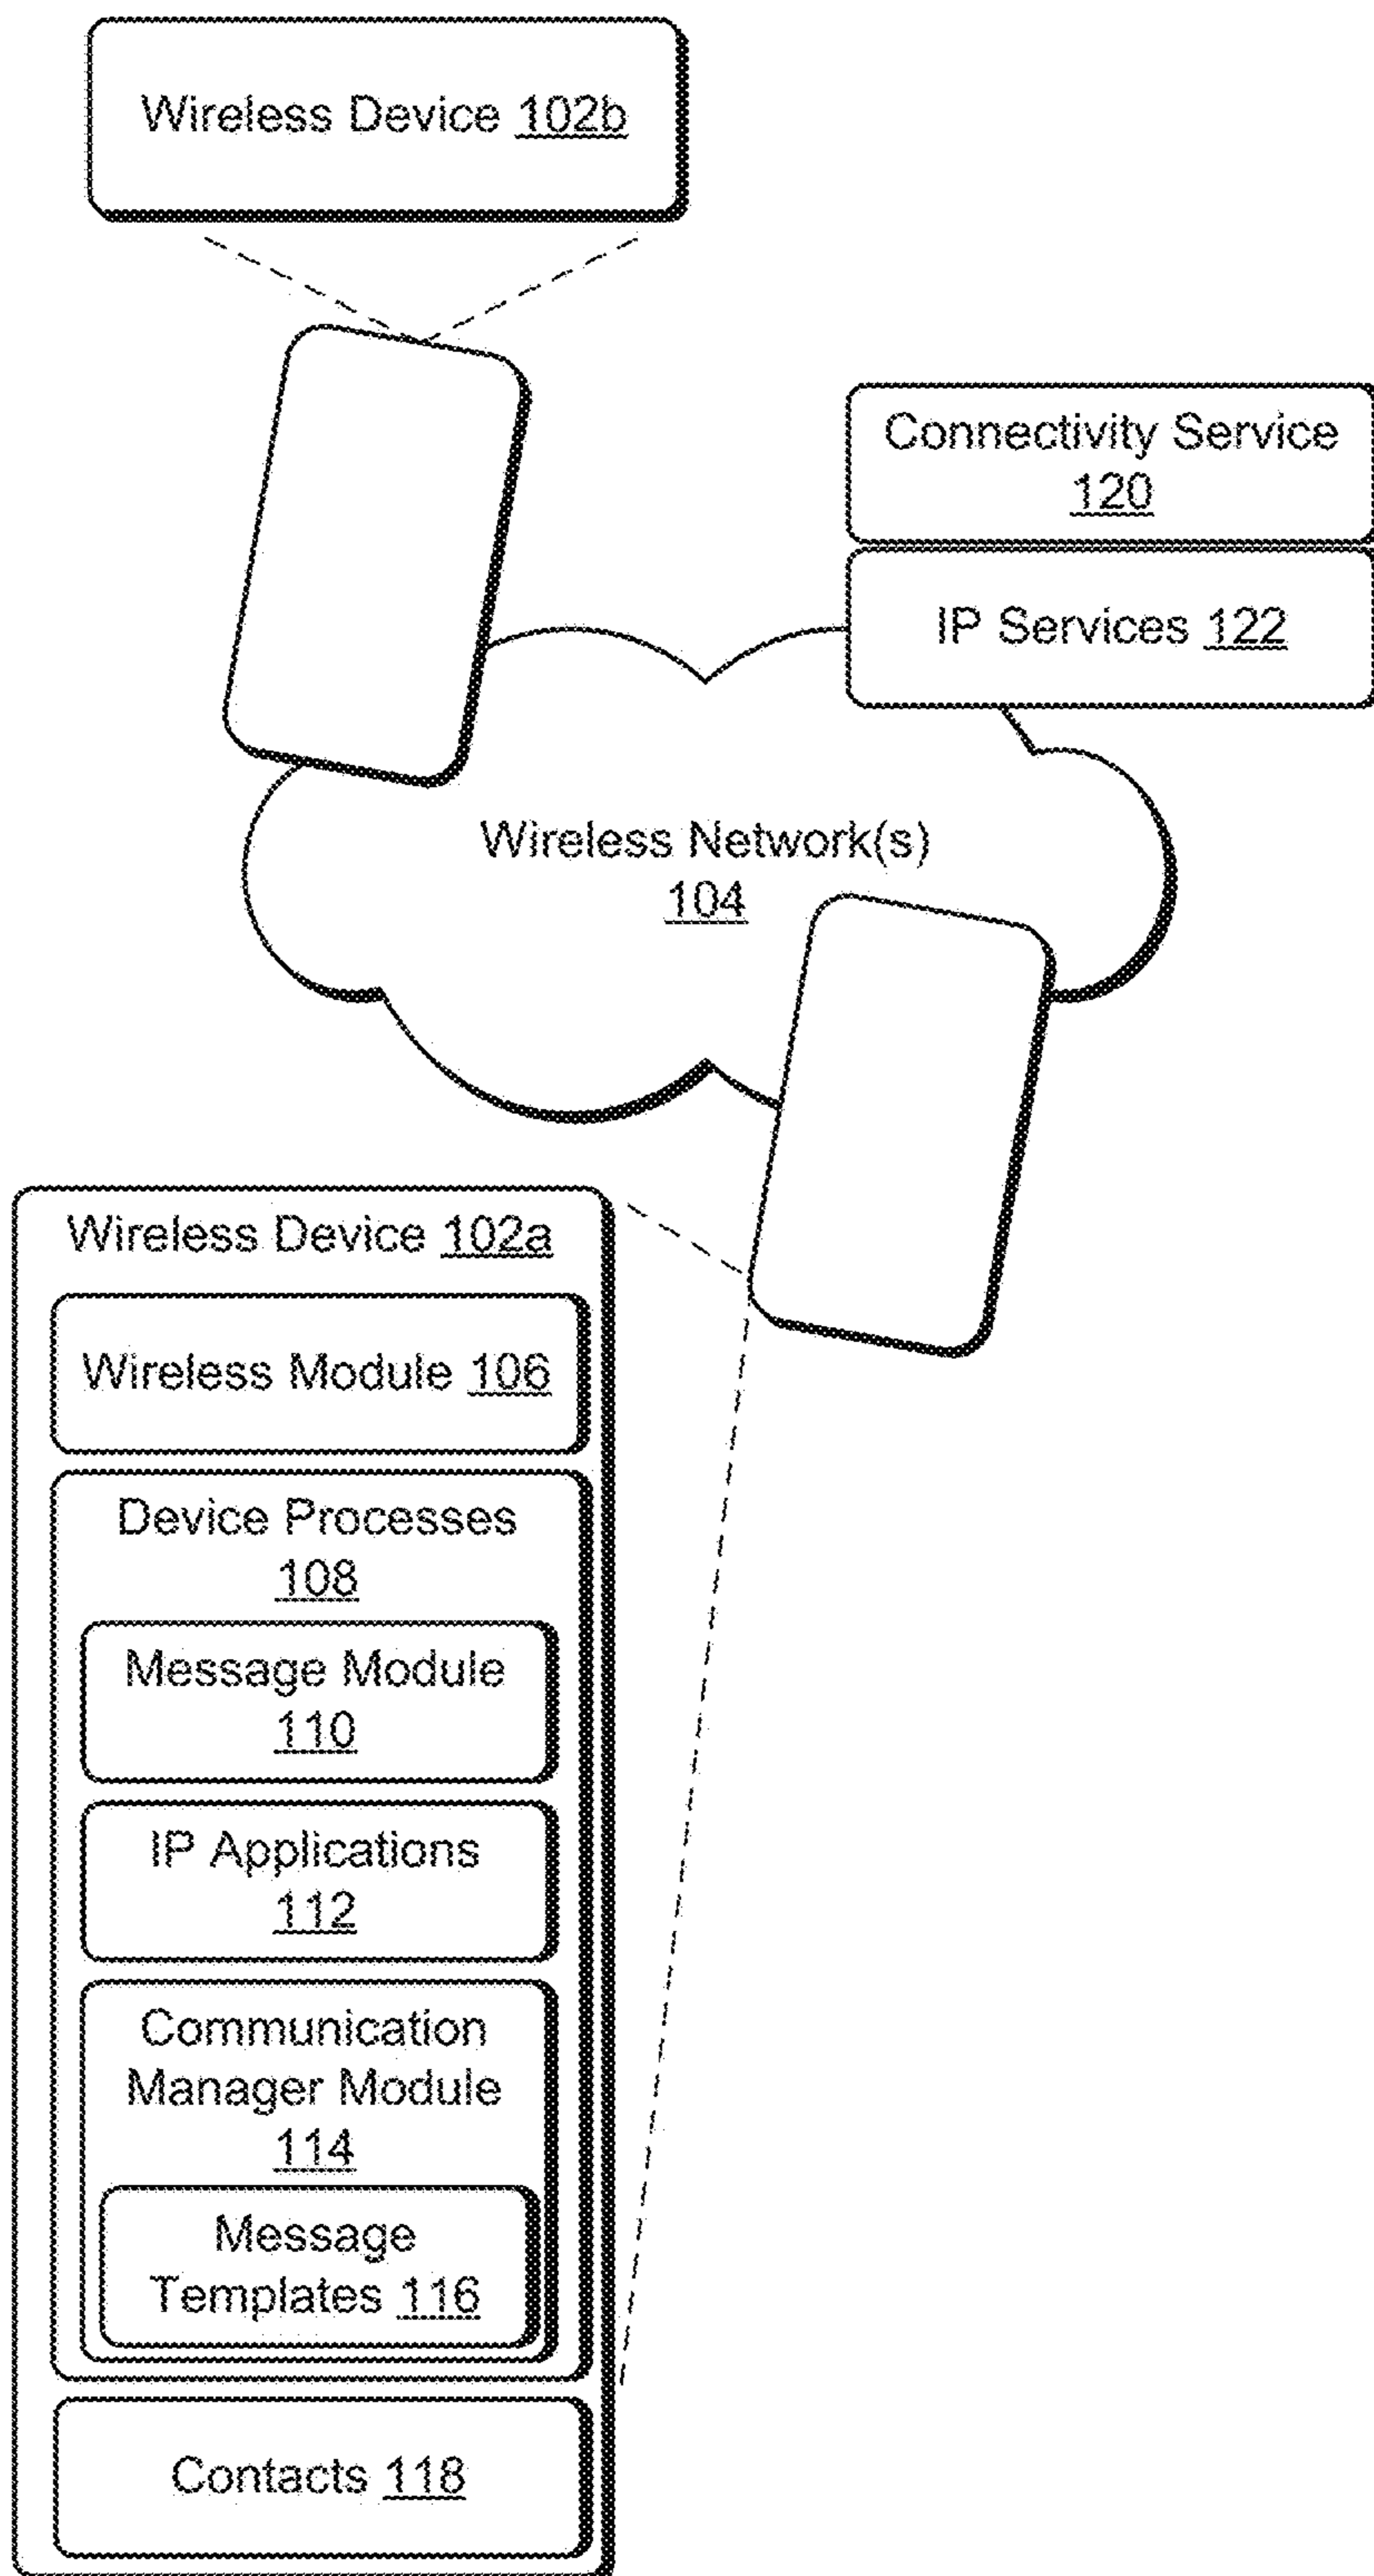 Wireless Device 102b
Connectivity Service
120
IP Services 122
Wireless Network(s)
104
Wireless Device 102a
Wireless Module 106
Device Processes
108
Message Module
110
IP Applications
112
Communication
Manager Module
114
Message
Templates 116
Contacts 118